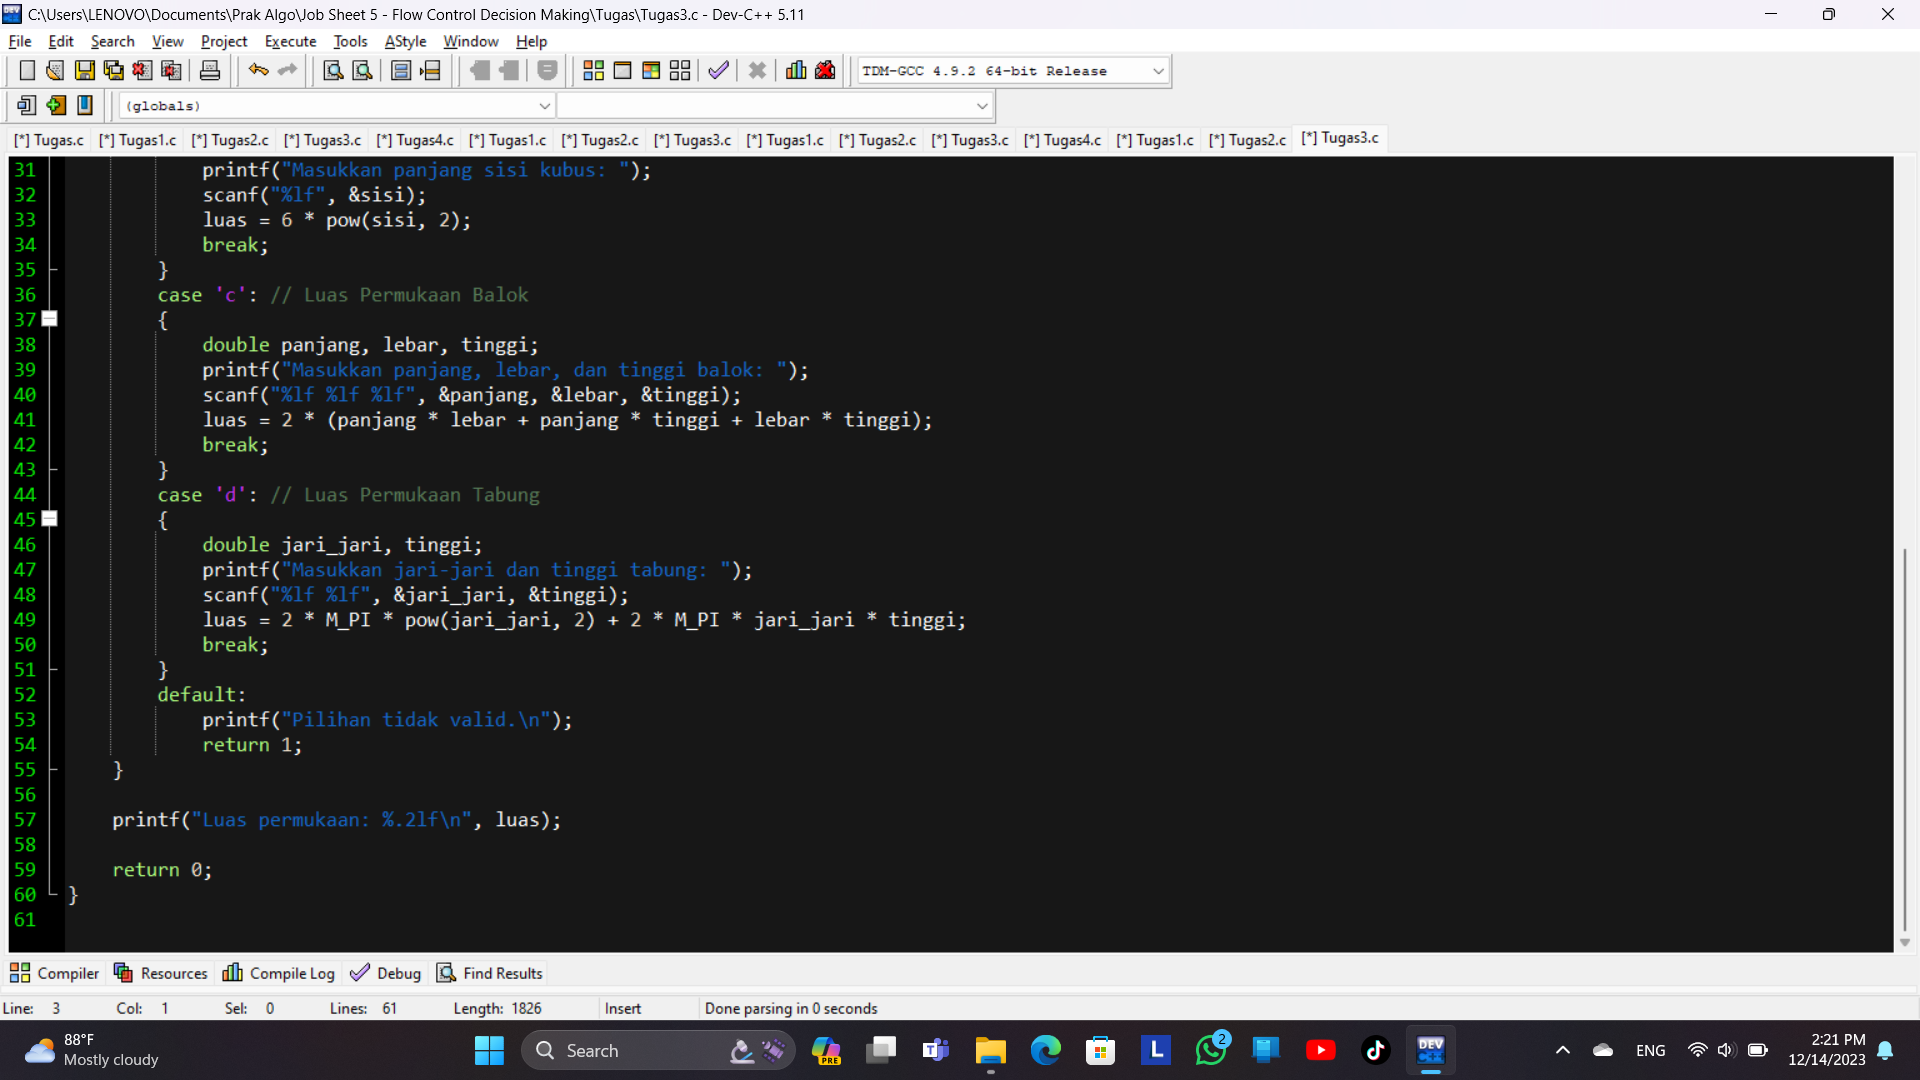 C:\Users\LENOVO\Documents\Prak Algo\Job Sheet 5 - Flow Control Decision Making\Tugas\Tugas3.c - Dev-C++ 5.11
File Edit Search View Project Execute Tools AStyle Window Help
TDM-GCC 4.9.2 64-bit Release
(globals)
[*] Tugas.c [*] Tugas1.c [*] Tugas2.c [*] Tugas3.c [*] Tugas4.c [*] Tugas1.c [*] Tugas2.c [*] Tugas3.c [*] Tugas1.c [*] Tugas2.c [*] Tugas3.c [*] Tugas4.c [*] Tugas1.c [*] Tugas2.c [*] Tugas3.c
31 printf("Masukkan panjang sisi kubus: ");
32 scanf("%lf", &sisi);
33 luas = 6 * pow(sisi, 2);
34 break;
35 }
36 case 'c': // Luas Permukaan Balok
37 {
38 double panjang, lebar, tinggi;
39 printf("Masukkan panjang, lebar, dan tinggi balok: ");
40 scanf("%lf %lf %lf", &panjang, &lebar, &tinggi);
41 luas = 2 * (panjang * lebar + panjang * tinggi + lebar * tinggi);
42 break;
43 }
44 case 'd': // Luas Permukaan Tabung
45 {
46 double jari_jari, tinggi;
47 printf("Masukkan jari-jari dan tinggi tabung: ");
48 scanf("%lf %lf", &jari_jari, &tinggi);
49 luas = 2 * M_PI * pow(jari_jari, 2) + 2 * M_PI * jari_jari * tinggi;
50 break;
51 }
52 default:
53 printf("Pilihan tidak valid.\n");
54 return 1;
55 }
56
57 printf("Luas permukaan: %.2lf\n", luas);
58
59 return 0;
60 }
61
Compiler Resources Compile Log Debug Find Results
Line: 3 Col: 1 Sel: 0 Lines: 61 Length: 1826 Insert Done parsing in 0 seconds
88°F
Mostly cloudy
Search
PRE
L
2
DEV C++
ENG
2:21 PM
12/14/2023